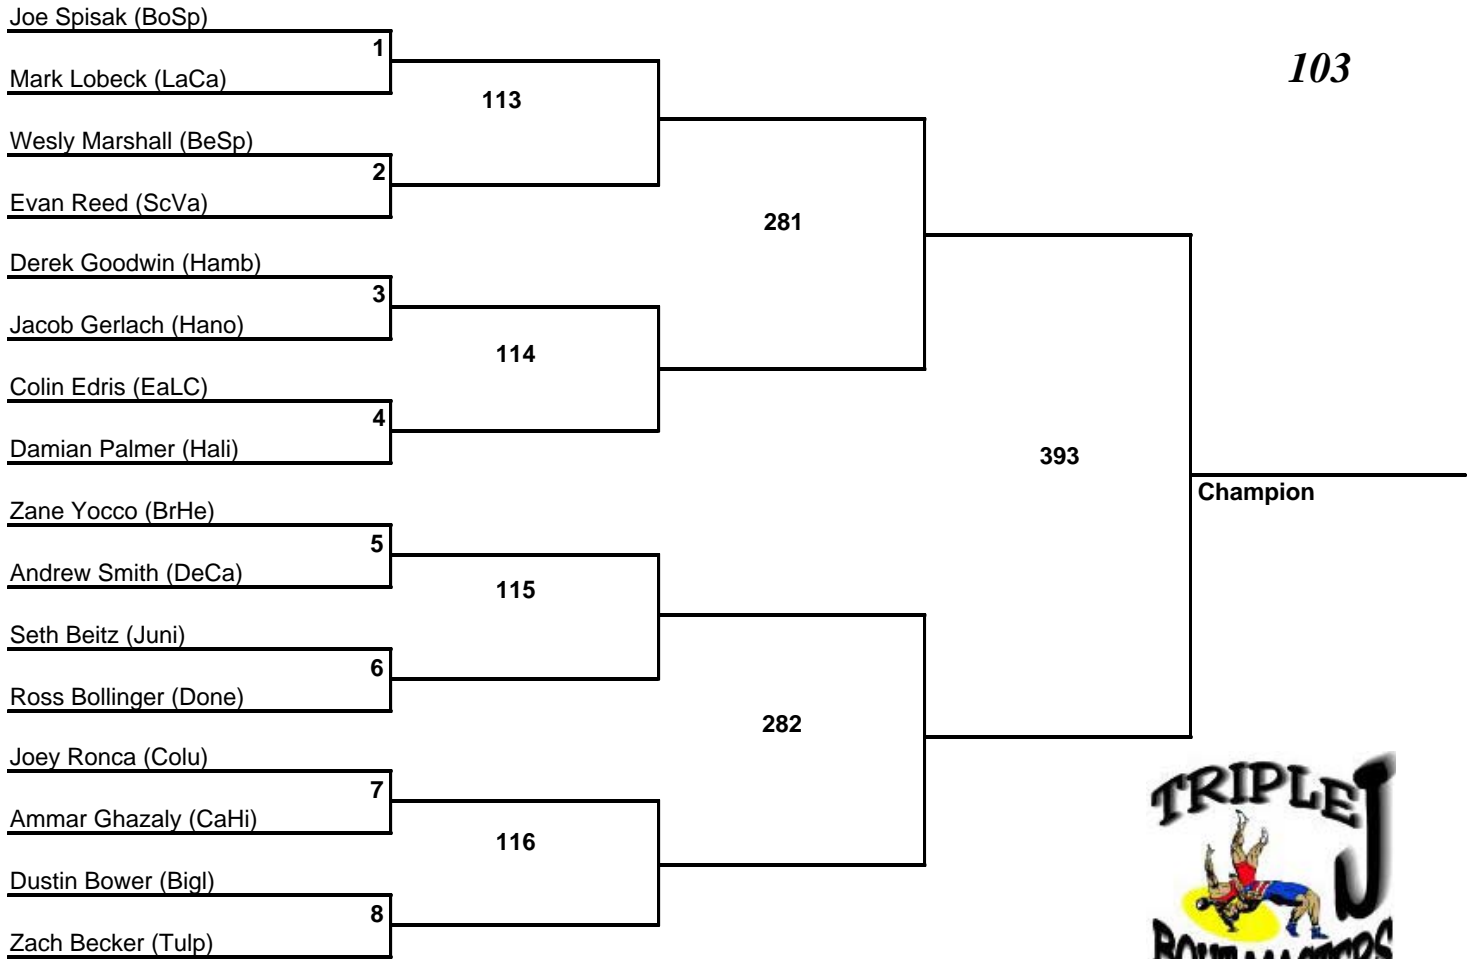 Joe Spisak (BoSp)
1
Mark Lobeck (LaCa)
103
113
Wesly Marshall (BeSp)
2
Evan Reed (ScVa)
281
Derek Goodwin (Hamb)
3
Jacob Gerlach (Hano)
114
Colin Edris (EaLC)
4
Damian Palmer (Hali)
393
Champion
Zane Yocco (BrHe)
5
Andrew Smith (DeCa)
115
Seth Beitz (Juni)
6
Ross Bollinger (Done)
282
Joey Ronca (Colu)
7
Ammar Ghazaly (CaHi)
116
Dustin Bower (Bigl)
8
Zach Becker (Tulp)
TRIPLE J
BOUT MASTERS